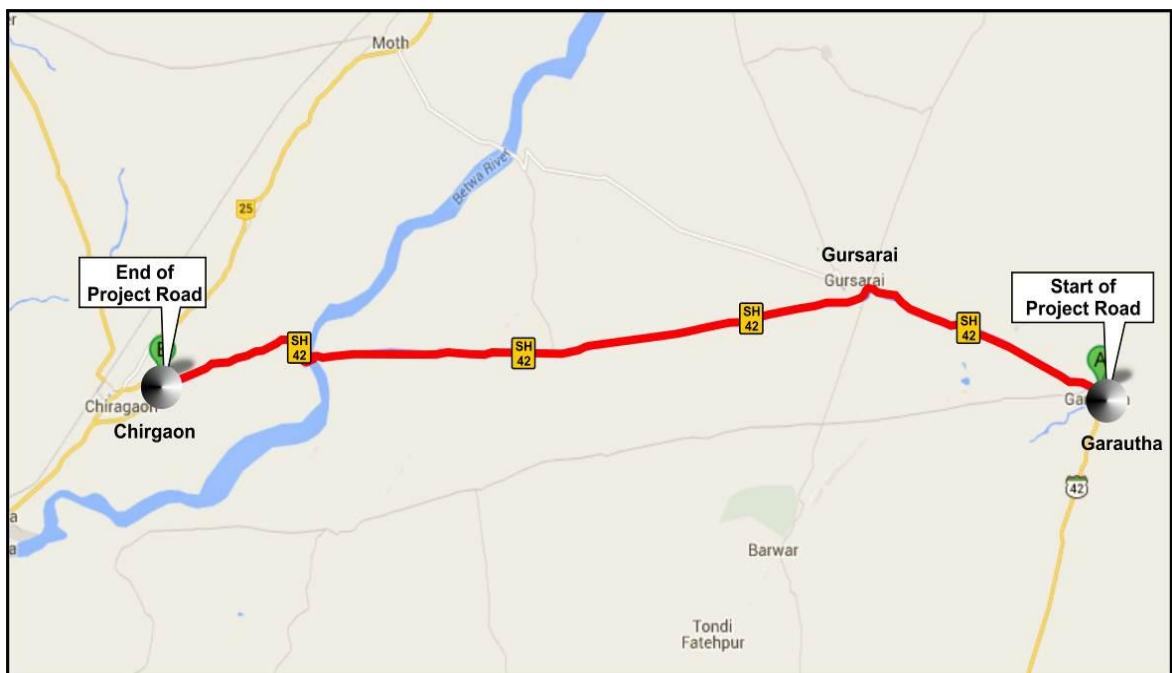 er
Moth
Betwa River
25
End of
Project Road
Gursarai
Gursarai
Start of
Project Road
SH
42
SH
42
SH
42
SH
42
B
A
Chiragaon
Chirgaon
Garautha
42
a
a
Barwar
Tondi
Fatehpur